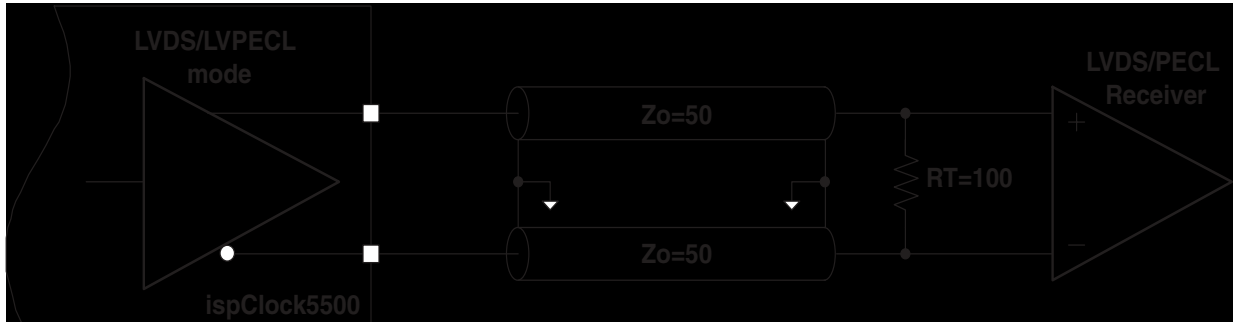 LVDS/LVPECL
mode
ispClock5500
Zo=50
Zo=50
RT=100
LVDS/PECL
Receiver
+
−